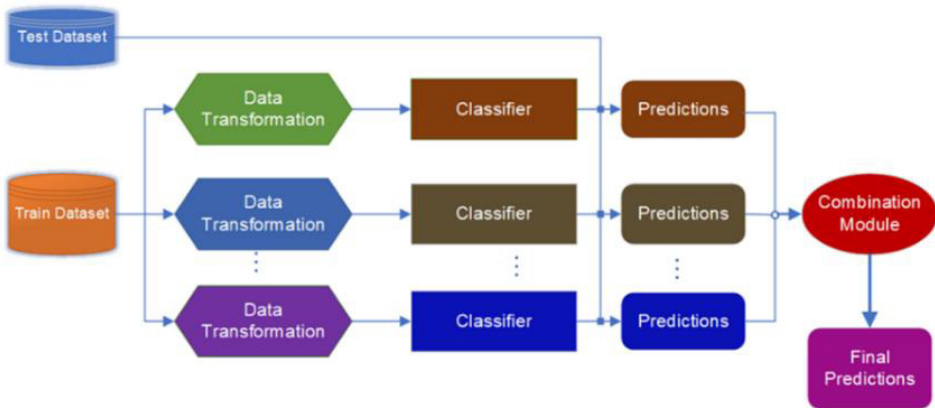 Test Dataset
Data
Transformation
Classifier
Predictions
Train Dataset
Data
Transformation
Classifier
Predictions
Combination
Module
Data
Transformation
Classifier
Predictions
Final
Predictions